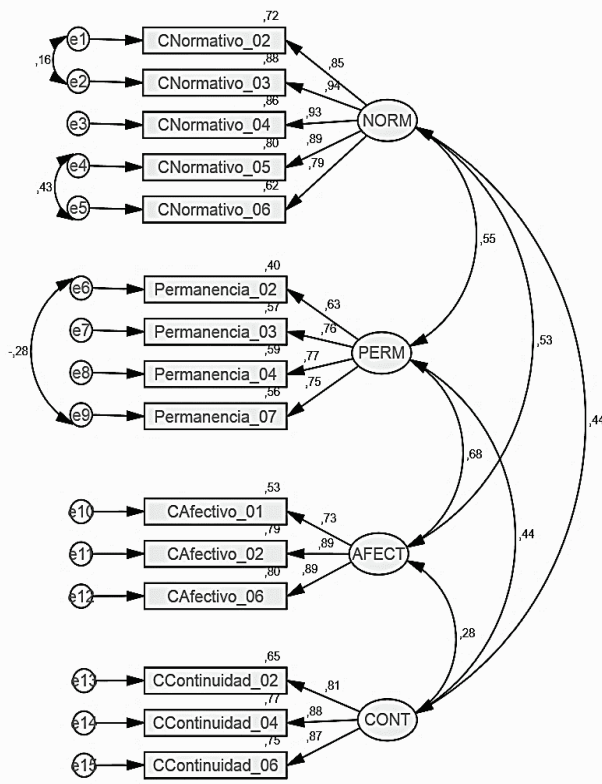 ,72
e1 CNormativo_02
,85
,16
,88
e2 CNormativo_03
,94
,86
e3 CNormativo_04
,93
NORM
,80
,89
e4 CNormativo_05
,79
,43
,62
e5 CNormativo_06
,55
,40
e6 Permanencia_02
,63
,57
e7 Permanencia_03
,76
,53
-,28
,59
e8 Permanencia_04
,77
PERM
,75
,56
e9 Permanencia_07
,44
,68
,53
e10 CAfectivo_01
,73
,79
,44
e11 CAfectivo_02
,89
AFECT
,80
e12 CAfectivo_06
,89
,28
,65
e13 CContinuidad_02
,81
,77
e14 CContinuidad_04
,88
CONT
,75
,87
e15 CContinuidad_06